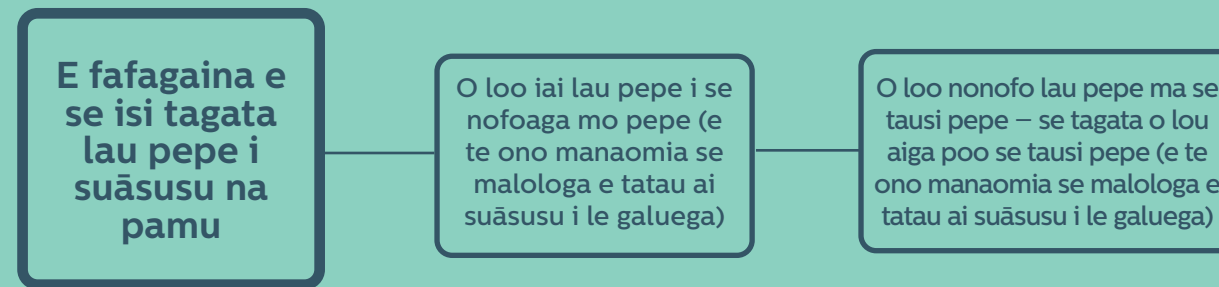 E fafagaina e
se isi tagata
lau pepe i
suāsusu na
pamu
O loo iai lau pepe i se
nofoaga mo pepe (e
te ono manaomia se
malologa e tatau ai
suāsusu i le galuega)
O loo nonofo lau pepe ma se
tausi pepe – se tagata o lou
aiga poo se tausi pepe (e te
ono manaomia se malologa e
tatau ai suāsusu i le galuega)